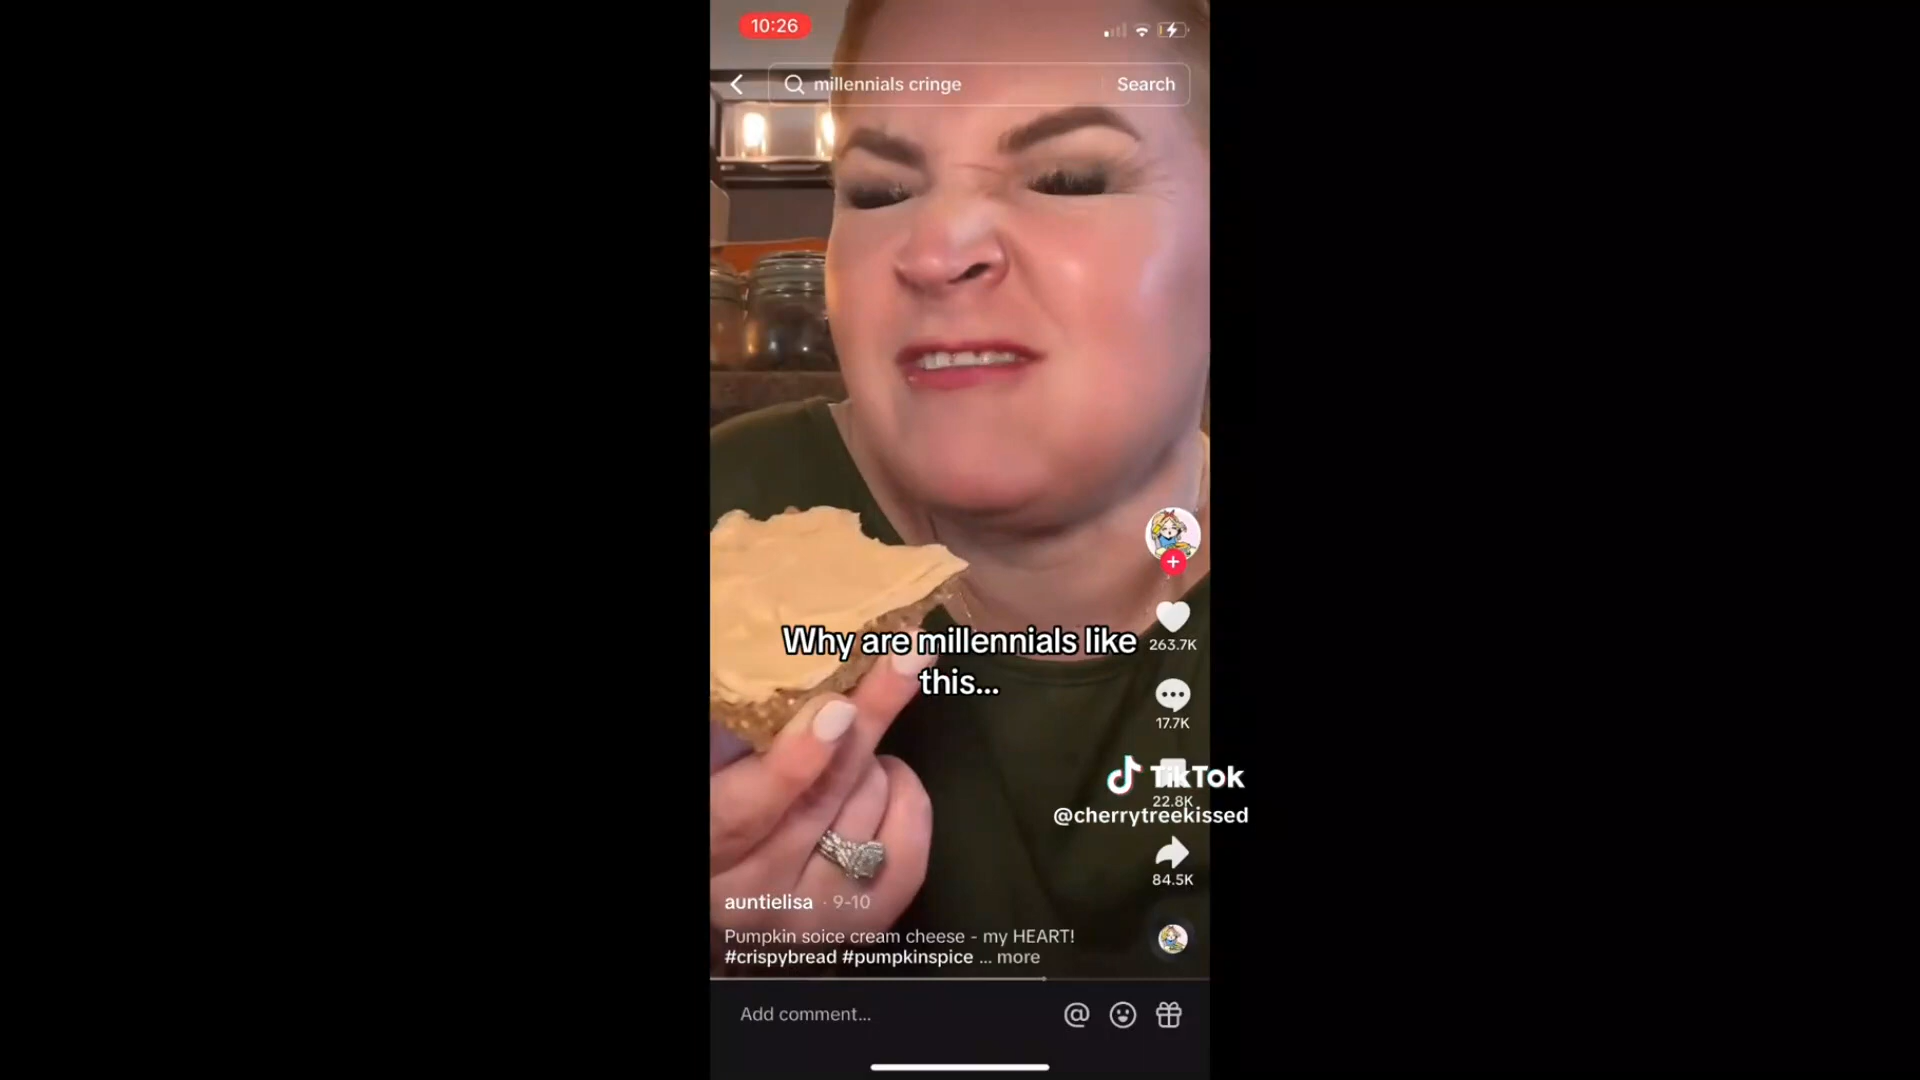 10:26
millennials cringe
Search
Why are millennials like
this...
263.7K
17.7K
TikTok
22.8K
@cherrytreekissed
84.5K
auntielisa · 9-10
Pumpkin soice cream cheese - my HEART!
#crispybread #pumpkinspice ... more
Add comment...